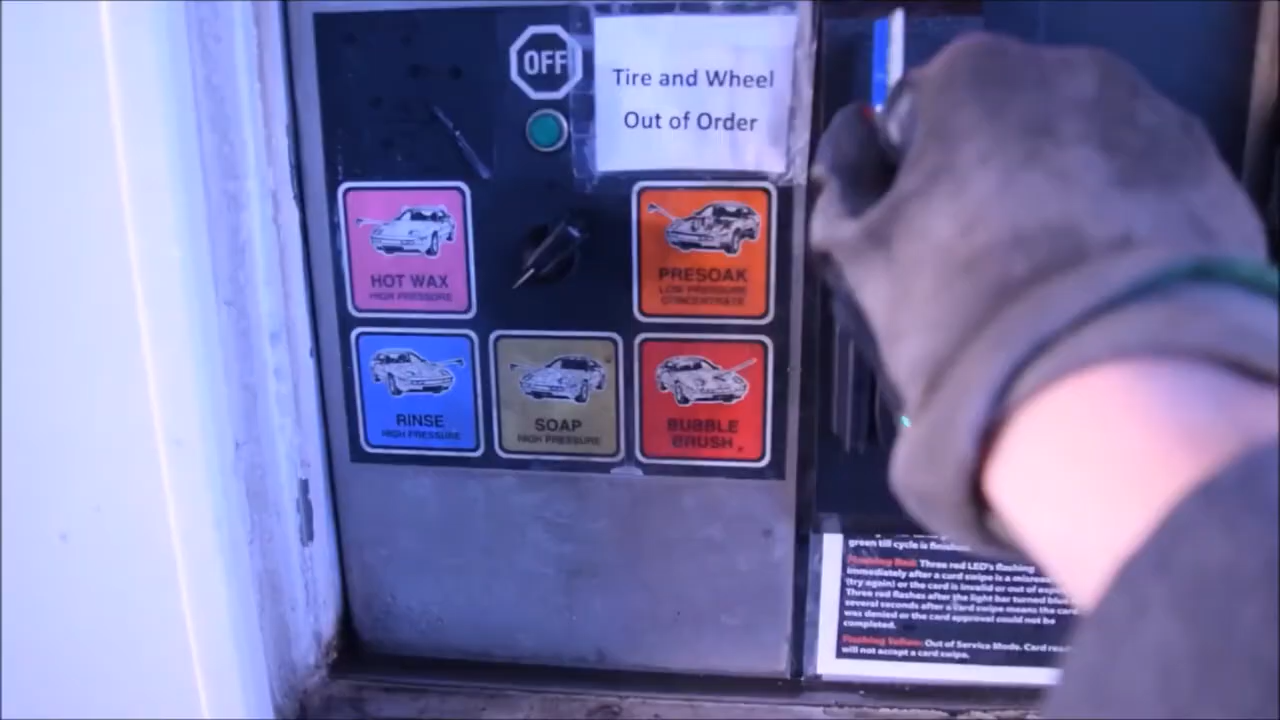 OFF
Tire and Wheel
Out of Order
HOT WAX
HIGH PRESSURE
PRESOAK
LOW PRESSURE
CONCENTRATE
RINSE
HIGH PRESSURE
SOAP
HIGH PRESSURE
BUBBLE
BRUSH
green till cycle is finished
Flashing Red: Three red LED's flashing
immediately after a card swipe is a
(try again) or the card is invalid or out of
Three red flashes after the light bar turned
several seconds after a card swipe means the
was denied or the card approval could not be
completed.
Flashing Yellow: Out of Service Mode. Card
will not accept a card swipe.